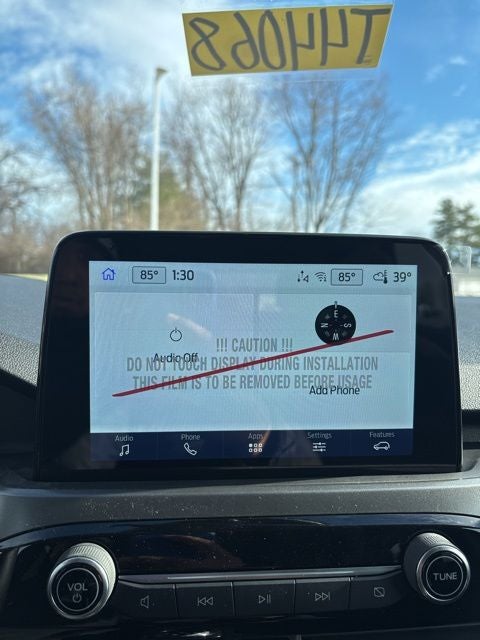 T44068
85° 1:30 85° 39°
E
N S
W
!!! CAUTION !!!
Audio Off
DO NOT TOUCH DISPLAY DURING INSTALLATION
THIS FILM IS TO BE REMOVED BEFORE USAGE
Add Phone
Audio Phone Apps Settings Features
VOL
TUNE